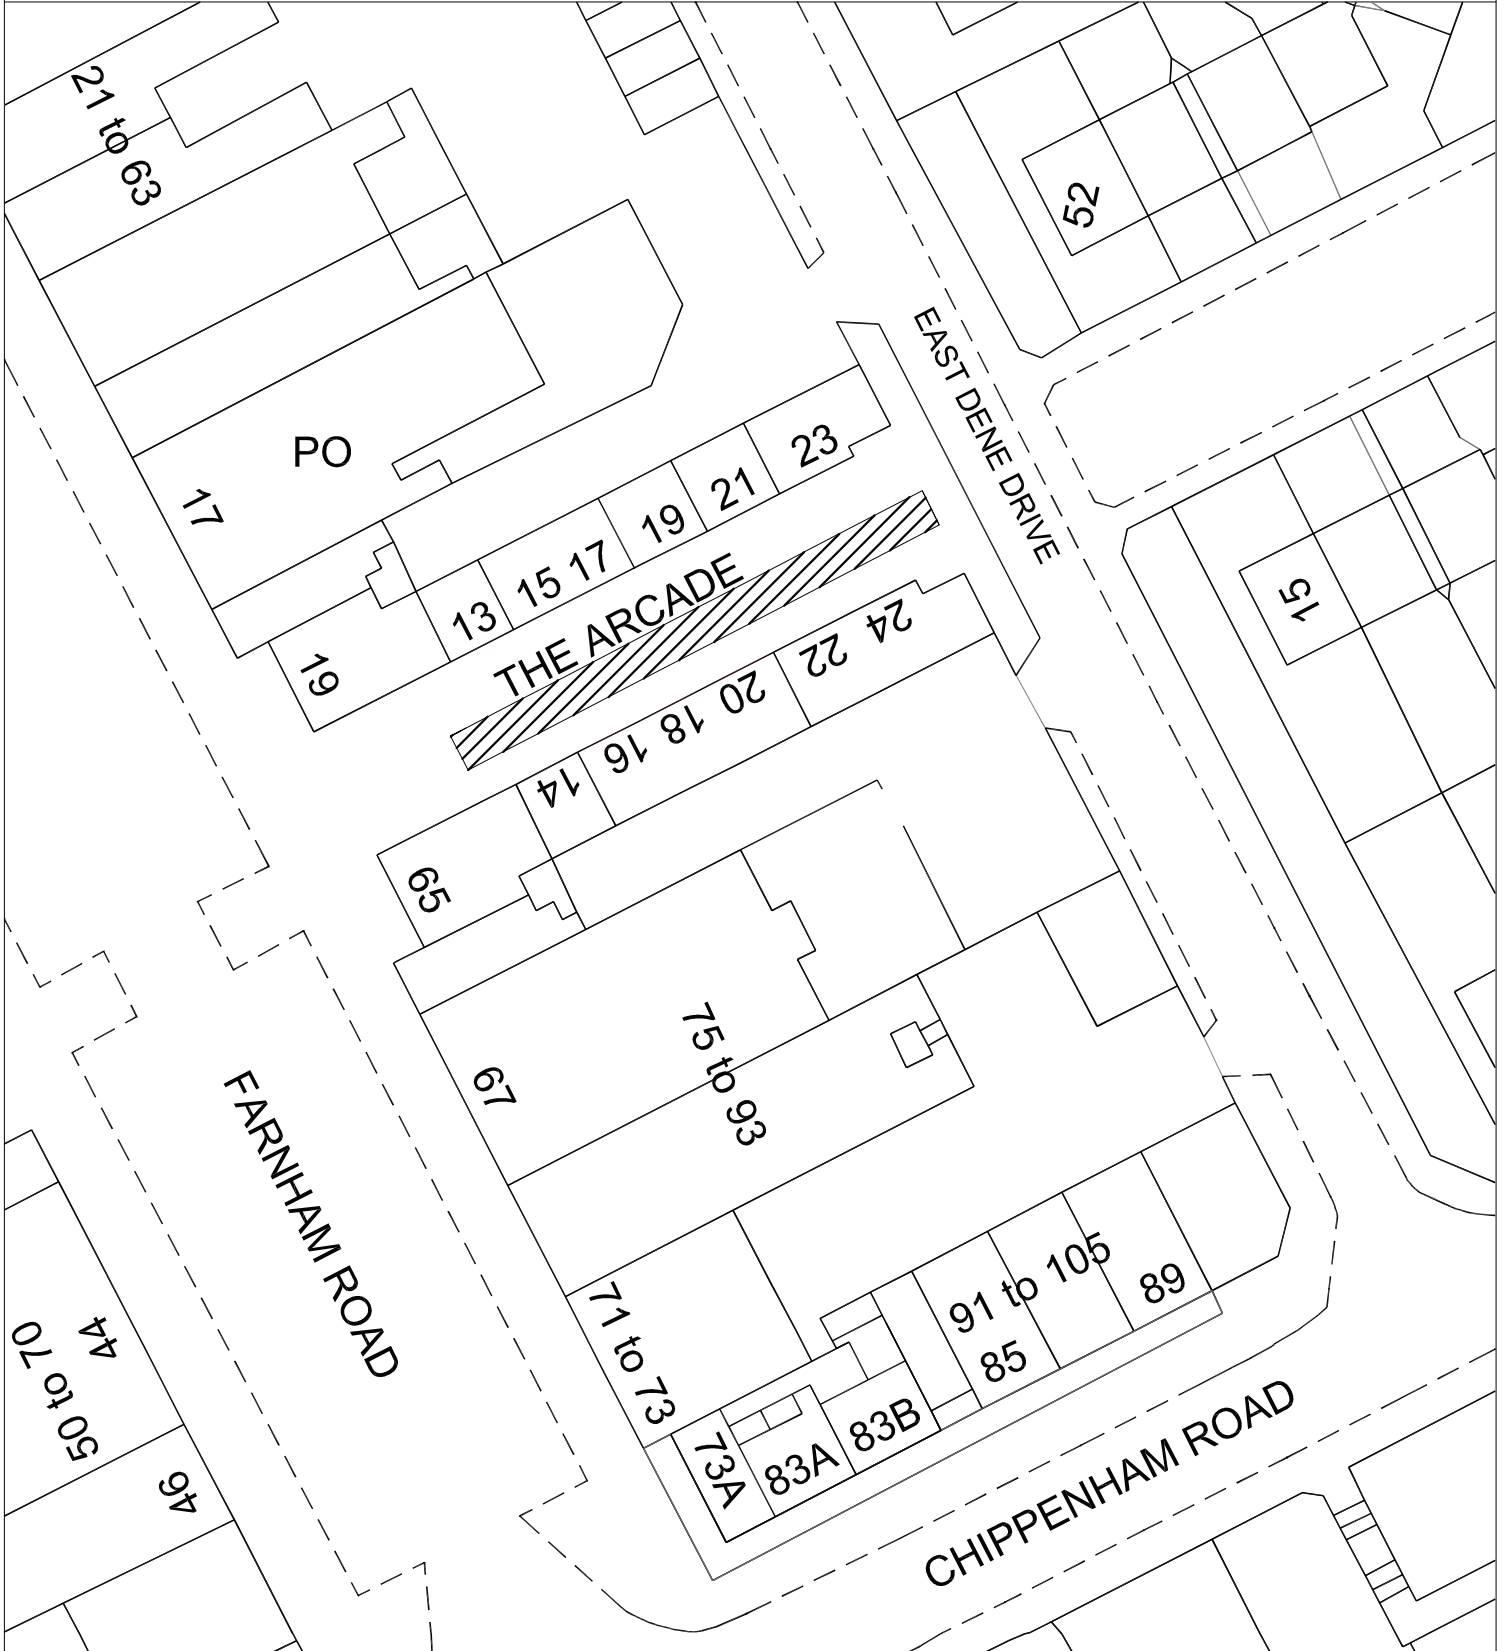 21 to 63
52
EAST DENE DRIVE
PO
17
23
21
19
15 17
13
THE ARCADE
19
15
24
22
20
18
16
14
65
75 to 93
67
FARNHAM ROAD
71 to 73
91 to 105
89
85
44
50 to 70
46
73A
83A
83B
CHIPPENHAM ROAD